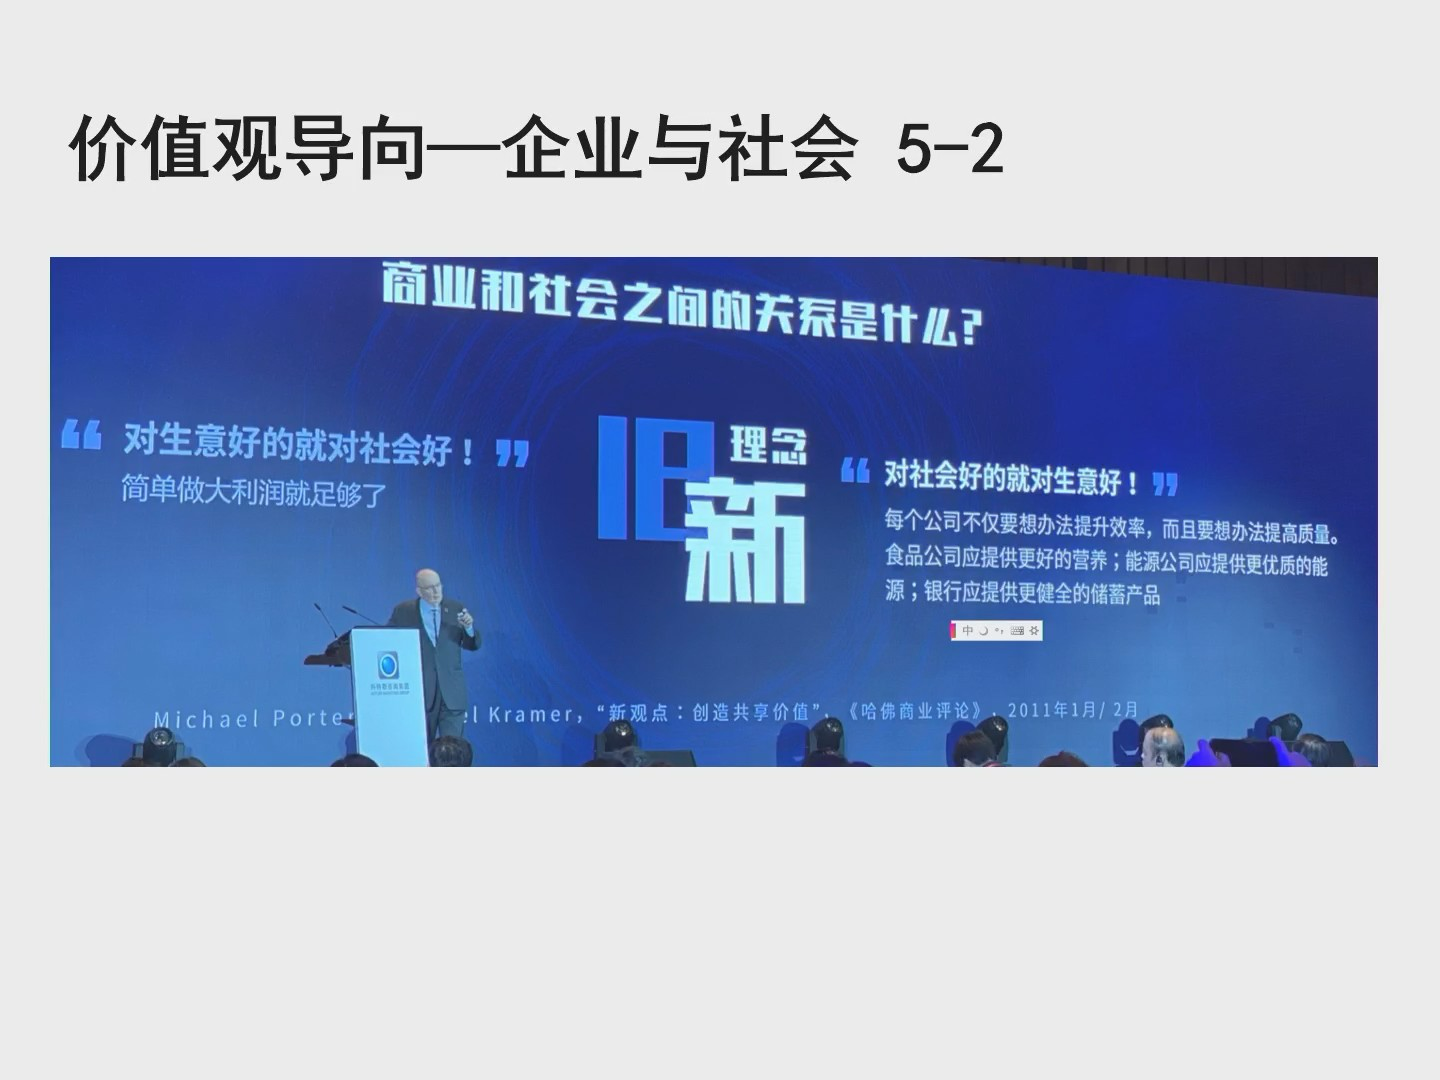 价值观导向—企业与社会 5-2
商业和社会之间的关系是什么?
“对生意好的就对社会好！”
简单做大利润就足够了
旧
新
理念
“对社会好的就对生意好！”
每个公司不仅要想办法提升效率，而且要想办法提高质量。
食品公司应提供更好的营养；能源公司应提供更优质的能
源；银行应提供更健全的储蓄产品
中
Michael Porter Kramer，“新观点：创造共享价值”，《哈佛商业评论》，2011年1月/ 2月